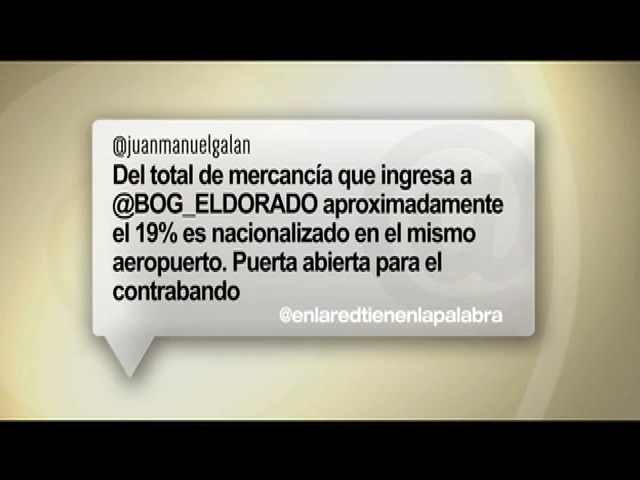 @juanmanuelgalan
Del total de mercancía que ingresa a
@BOG_ELDORADO aproximadamente
el 19% es nacionalizado en el mismo
aeropuerto. Puerta abierta para el
contrabando
@enlaredtienenlapalabra